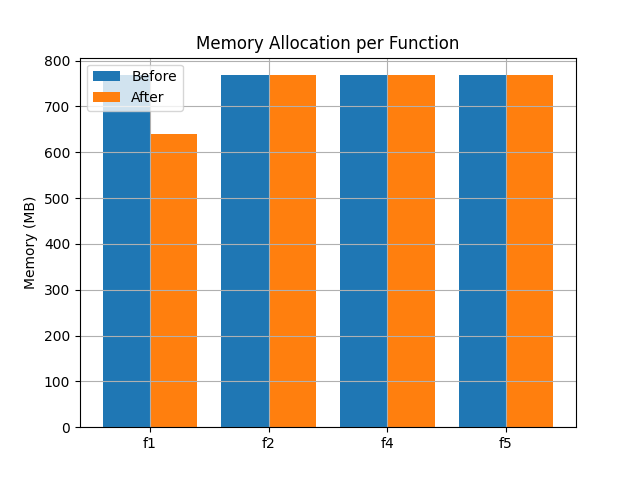 Memory Allocation per Function
Before
After
800
700
600
500
400
300
200
100
0
Memory (MB)
f1
f2
f4
f5